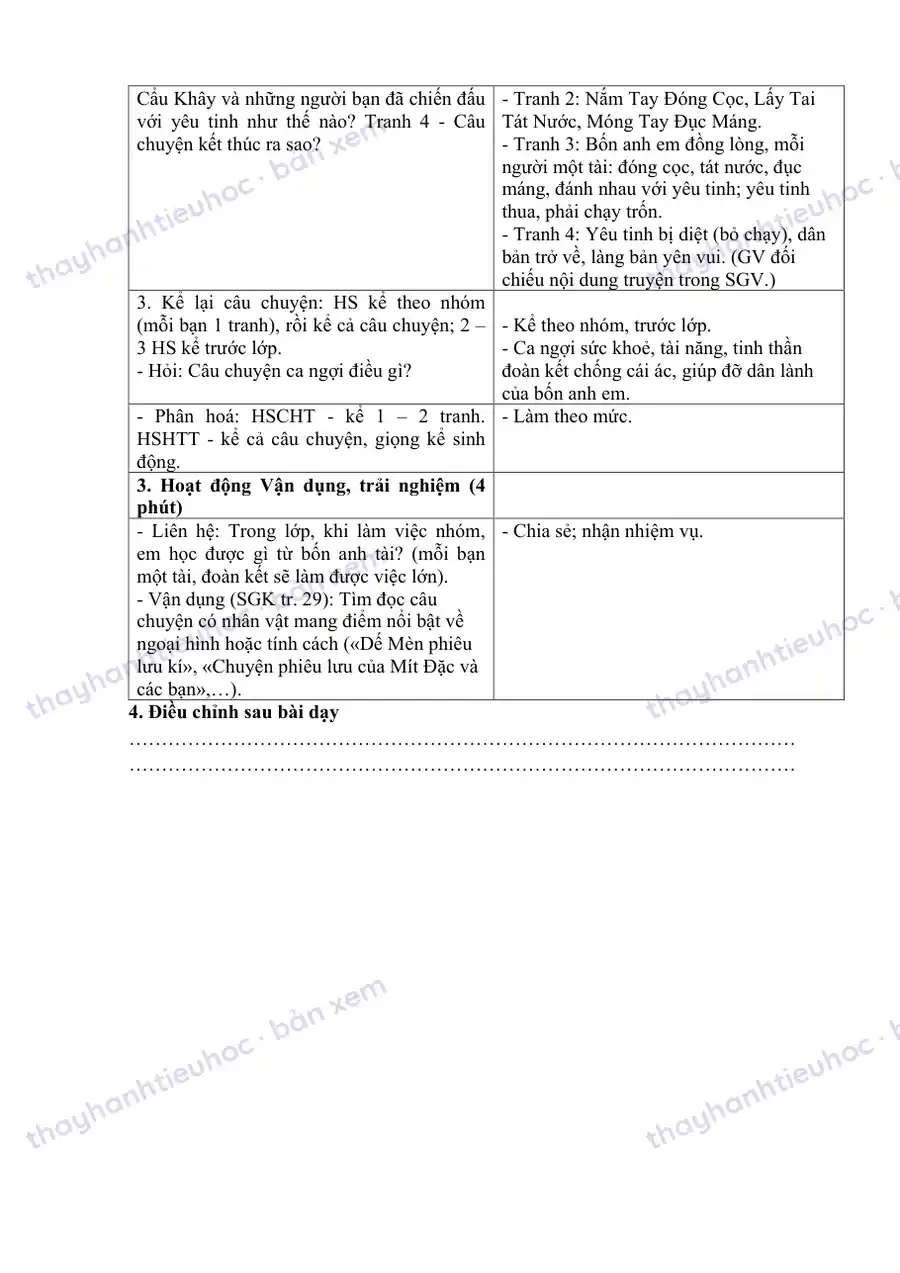 Cẩu Khây và những người bạn đã chiến đấu
với yêu tinh như thế nào? Tranh 4 - Câu
chuyện kết thúc ra sao?
- Tranh 2: Nắm Tay Đóng Cọc, Lấy Tai
Tát Nước, Móng Tay Đục Máng.
- Tranh 3: Bốn anh em đồng lòng, mỗi
người một tài: đóng cọc, tát nước, đục
máng, đánh nhau với yêu tinh; yêu tinh
thua, phải chạy trốn.
- Tranh 4: Yêu tinh bị diệt (bỏ chạy), dân
bản trở về, làng bản yên vui. (GV đối
chiếu nội dung truyện trong SGV.)
3. Kể lại câu chuyện: HS kể theo nhóm
(mỗi bạn 1 tranh), rồi kể cả câu chuyện; 2 –
3 HS kể trước lớp.
- Hỏi: Câu chuyện ca ngợi điều gì?
- Kể theo nhóm, trước lớp.
- Ca ngợi sức khoẻ, tài năng, tinh thần
đoàn kết chống cái ác, giúp đỡ dân lành
của bốn anh em.
- Phân hoá: HSCHT - kể 1 – 2 tranh.
HSHTT - kể cả câu chuyện, giọng kể sinh
động.
- Làm theo mức.
3. Hoạt động Vận dụng, trải nghiệm (4
phút)
- Liên hệ: Trong lớp, khi làm việc nhóm,
em học được gì từ bốn anh tài? (mỗi bạn
một tài, đoàn kết sẽ làm được việc lớn).
- Vận dụng (SGK tr. 29): Tìm đọc câu
chuyện có nhân vật mang điểm nổi bật về
ngoại hình hoặc tính cách («Dế Mèn phiêu
lưu kí», «Chuyện phiêu lưu của Mít Đặc và
các bạn»,…).
- Chia sẻ; nhận nhiệm vụ.
4. Điều chỉnh sau bài dạy
…………………………………………………………………………………………
…………………………………………………………………………………………
thayhanhtieuhoc · bản xem
thayhanhtieuhoc · b
thayhanhtieuhoc · bản xem
thayhanhtieuhoc · b
thayhanhtieuhoc · bản xem
thayhanhtieuhoc · b